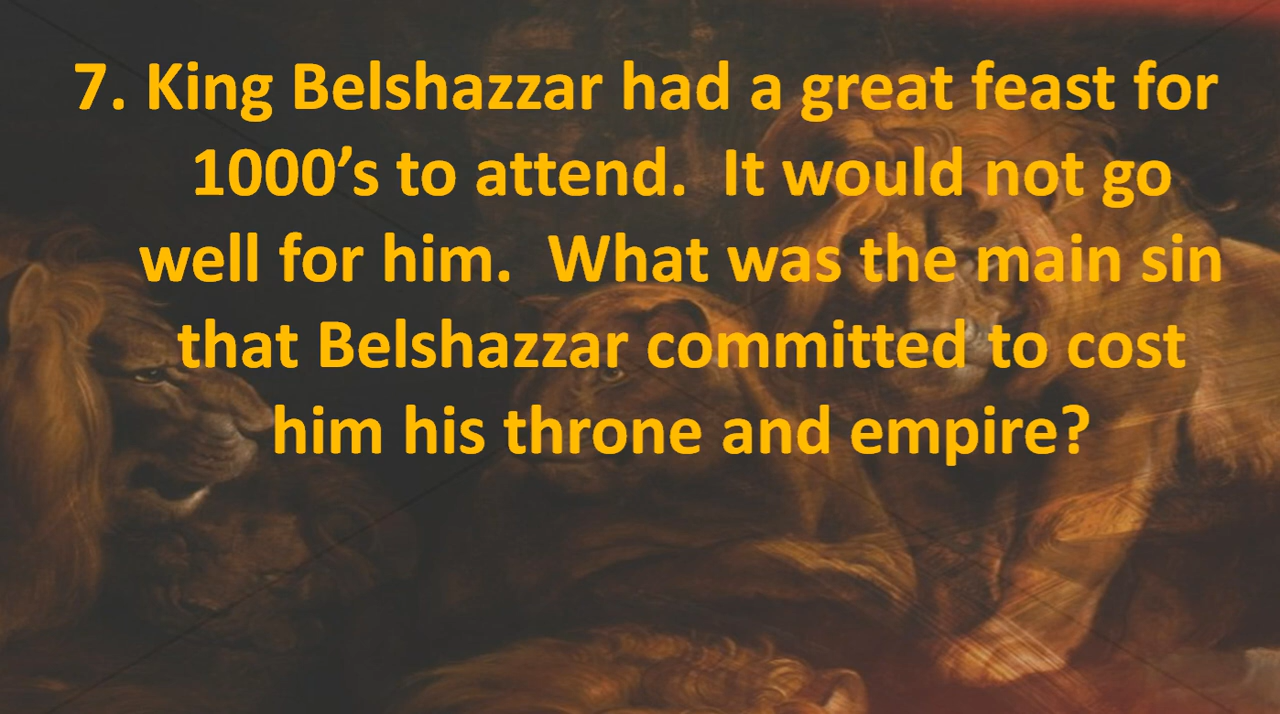 7. King Belshazzar had a great feast for
1000’s to attend.  It would not go
well for him.  What was the main sin
that Belshazzar committed to cost
him his throne and empire?